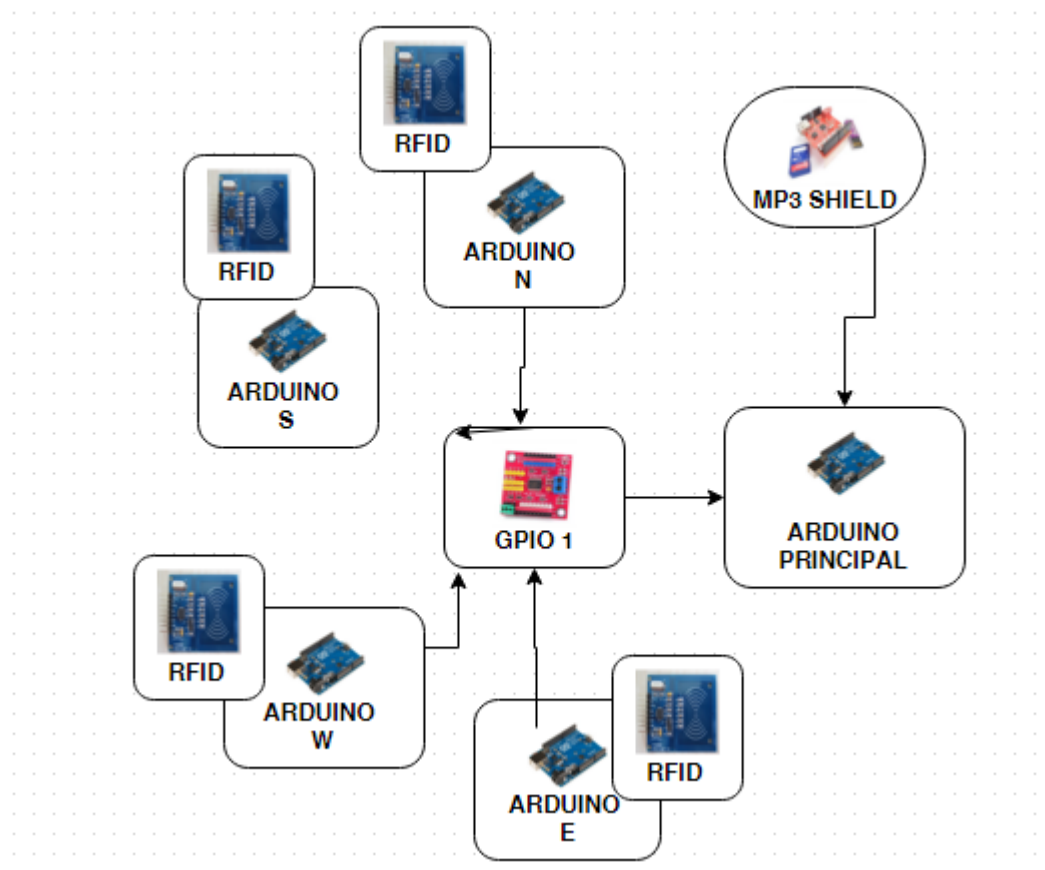 RFID
ARDUINO
N
RFID
ARDUINO
S
MP3 SHIELD
GPIO 1
ARDUINO
PRINCIPAL
RFID
ARDUINO
W
RFID
ARDUINO
E